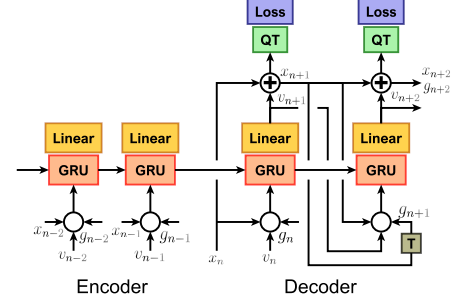 Loss Loss
QT QT
x_{n+1} x_{n+2}
g_{n+2}
v_{n+1} v_{n+2}
Linear Linear Linear Linear
GRU GRU GRU GRU
x_{n-2} g_{n-2} x_{n-1} g_{n-1} g_n g_{n+1}
T
v_{n-2} v_{n-1} x_n v_n
Encoder Decoder